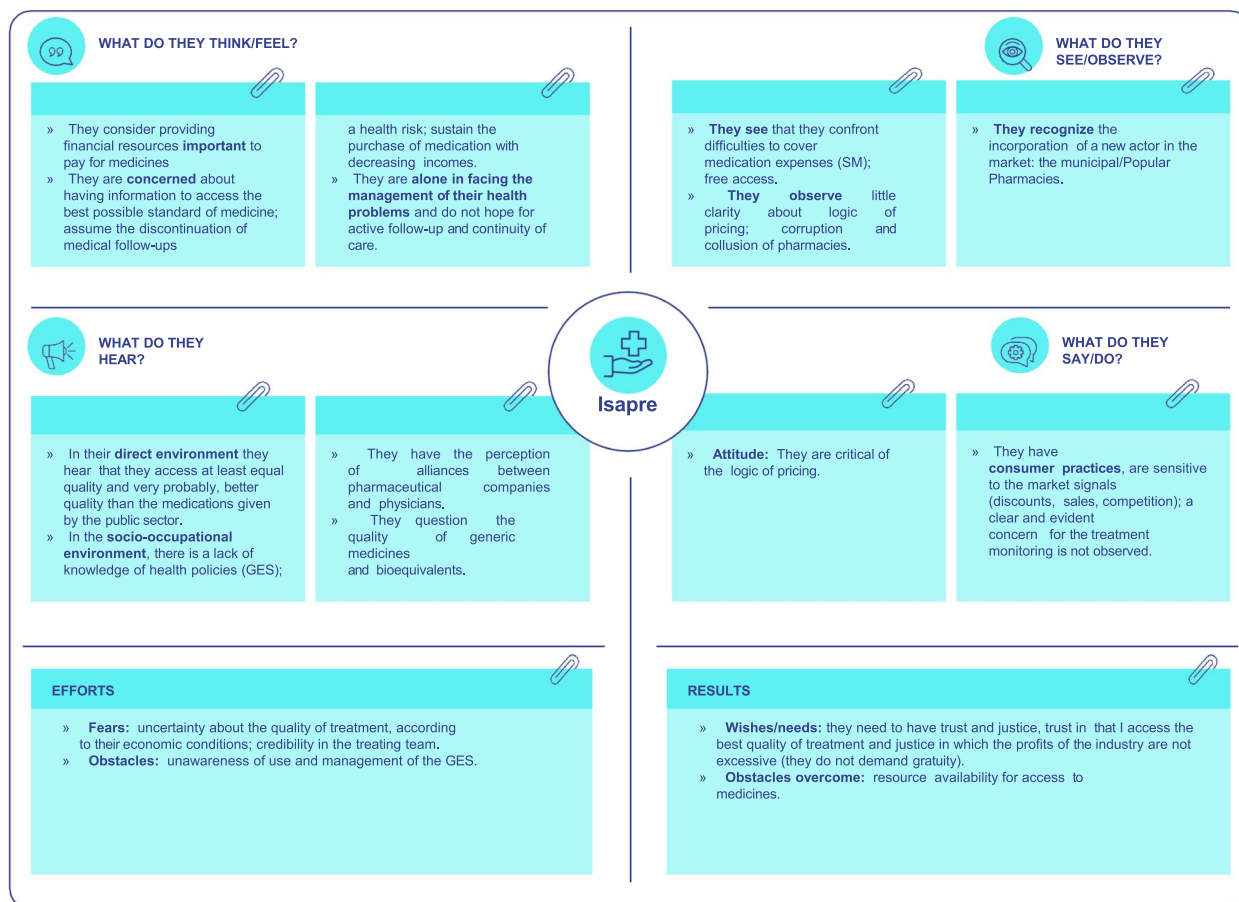 WHAT DO THEY THINK/FEEL?
» They consider providing
financial resources important to
pay for medicines
» They are concerned about
having information to access the
best possible standard of medicine;
assume the discontinuation of
medical follow-ups
a health risk; sustain the
purchase of medication with
decreasing incomes.
» They are alone in facing the
management of their health
problems and do not hope for
active follow-up and continuity of
care.
WHAT DO THEY
SEE/OBSERVE?
» They see that they confront
difficulties to cover
medication expenses (SM);
free access.
» They observe little
clarity about logic of
pricing; corruption and
collusion of pharmacies.
» They recognize the
incorporation of a new actor in the
market: the municipal/Popular
Pharmacies.
WHAT DO THEY
HEAR?
» In their direct environment they
hear that they access at least equal
quality and very probably, better
quality than the medications given
by the public sector.
» In the socio-occupational
environment, there is a lack of
knowledge of health policies (GES);
» They have the perception
of alliances between
pharmaceutical companies
and physicians.
» They question the
quality of generic
medicines
and bioequivalents.
Isapre
WHAT DO THEY
SAY/DO?
» Attitude: They are critical of
the logic of pricing.
» They have
consumer practices, are sensitive
to the market signals
(discounts, sales, competition); a
clear and evident
concern for the treatment
monitoring is not observed.
EFFORTS
» Fears: uncertainty about the quality of treatment, according
to their economic conditions; credibility in the treating team.
» Obstacles: unawareness of use and management of the GES.
RESULTS
» Wishes/needs: they need to have trust and justice, trust in that I access the
best quality of treatment and justice in which the profits of the industry are not
excessive (they do not demand gratuity).
» Obstacles overcome: resource availability for access to
medicines.